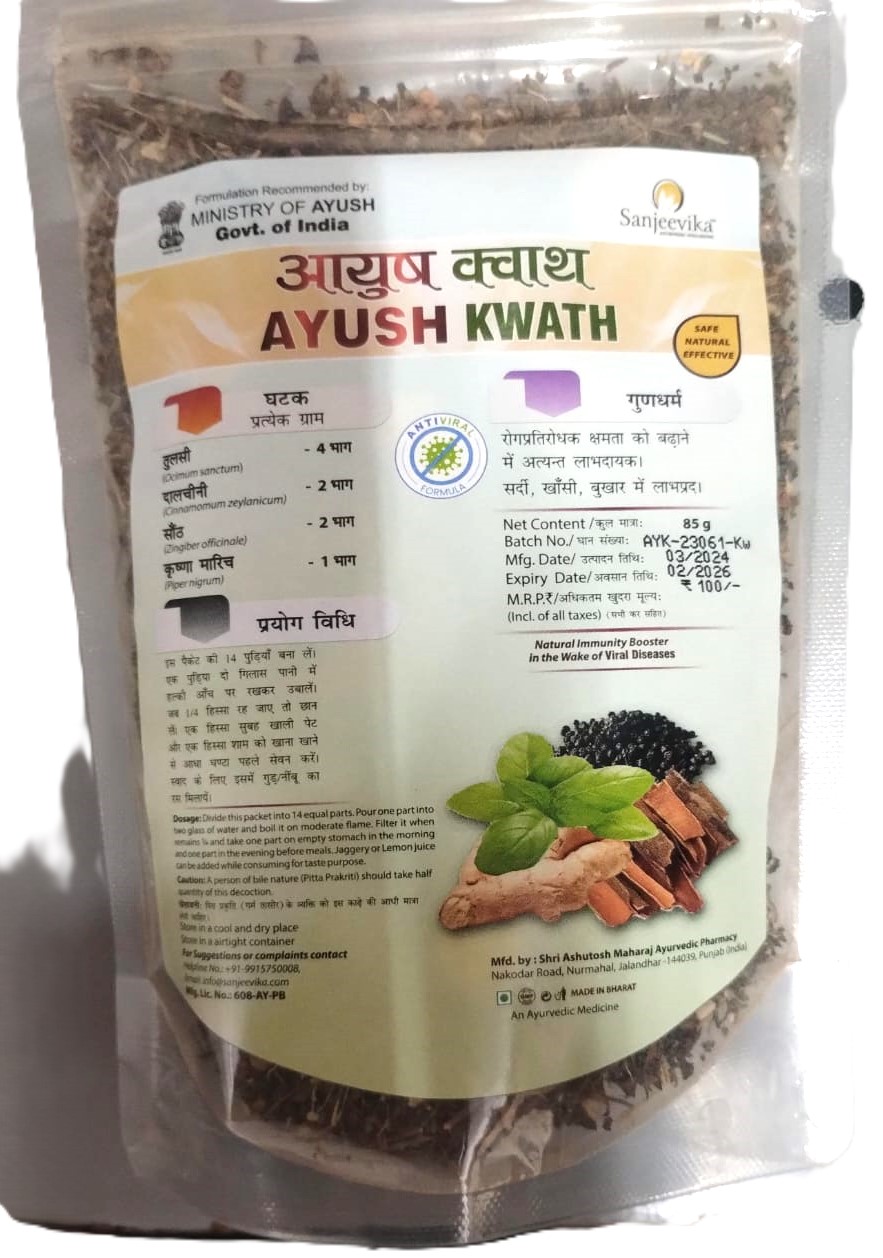 Formulation Recommended by:
MINISTRY OF AYUSH
Govt. of India
Sanjeevika
आयुष क्वाथ
AYUSH KWATH
SAFE
NATURAL
EFFECTIVE
घटक
प्रत्येक ग्राम
तुलसी - 4 भाग
(Ocimum sanctum)
दालचीनी - 2 भाग
(Cinnamomum zeylanicum)
सौंठ - 2 भाग
(Zingiber officinale)
कृष्णा मारिच - 1 भाग
(Piper nigrum)
ANTIVIRAL
FORMULA
गुणधर्म
रोगप्रतिरोधक क्षमता को बढ़ाने
में अत्यन्त लाभदायक।
सर्दी, खाँसी, बुखार में लाभप्रद।
Net Content /कुल मात्रा: 85 g
Batch No./ घान संख्या: AYK-23061-Kw
Mfg. Date/ उत्पादन तिथि: 03/2024
Expiry Date/अवसान तिथि: 02/2026
M.R.P.₹/अधिकतम खुदरा मूल्य: ₹ 100/-
(Incl. of all taxes) (सभी कर सहित)
Natural Immunity Booster
in the Wake of Viral Diseases
प्रयोग विधि
इस पैकेट की 14 पुड़ियाँ बना लें।
एक पुड़िया दो गिलास पानी में
हल्की आँच पर रखकर उबालें।
जब 1/4 हिस्सा रह जाए तो छान
लें। एक हिस्सा सुबह खाली पेट
और एक हिस्सा शाम को खाना खाने
से आधा घण्टा पहले सेवन करें।
स्वाद के लिए इसमें गुड़/नींबू का
रस मिलायें।
Dosage: Divide this packet into 14 equal parts. Pour one part into
two glass of water and boil it on moderate flame. Filter it when
remains ¼ and take one part on empty stomach in the morning
and one part in the evening before meals. Jaggery or Lemon juice
can be added while consuming for taste purpose.
Caution: A person of bile nature (Pitta Prakriti) should take half
quantity of this decoction.
पित्त प्रकृति (गर्म तासीर) के व्यक्ति को इस काढ़े की आधी मात्रा
Store in a cool and dry place
Store in a airtight container
For Suggestions or complaints contact
Helpline No.: +91-9915750008,
Email: info@sanjeevika.com
Mfg. Lic. No.: 608-AY-PB
Mfd. by : Shri Ashutosh Maharaj Ayurvedic Pharmacy
Nakodar Road, Nurmahal, Jalandhar-144039, Punjab (India)
MADE IN BHARAT
An Ayurvedic Medicine